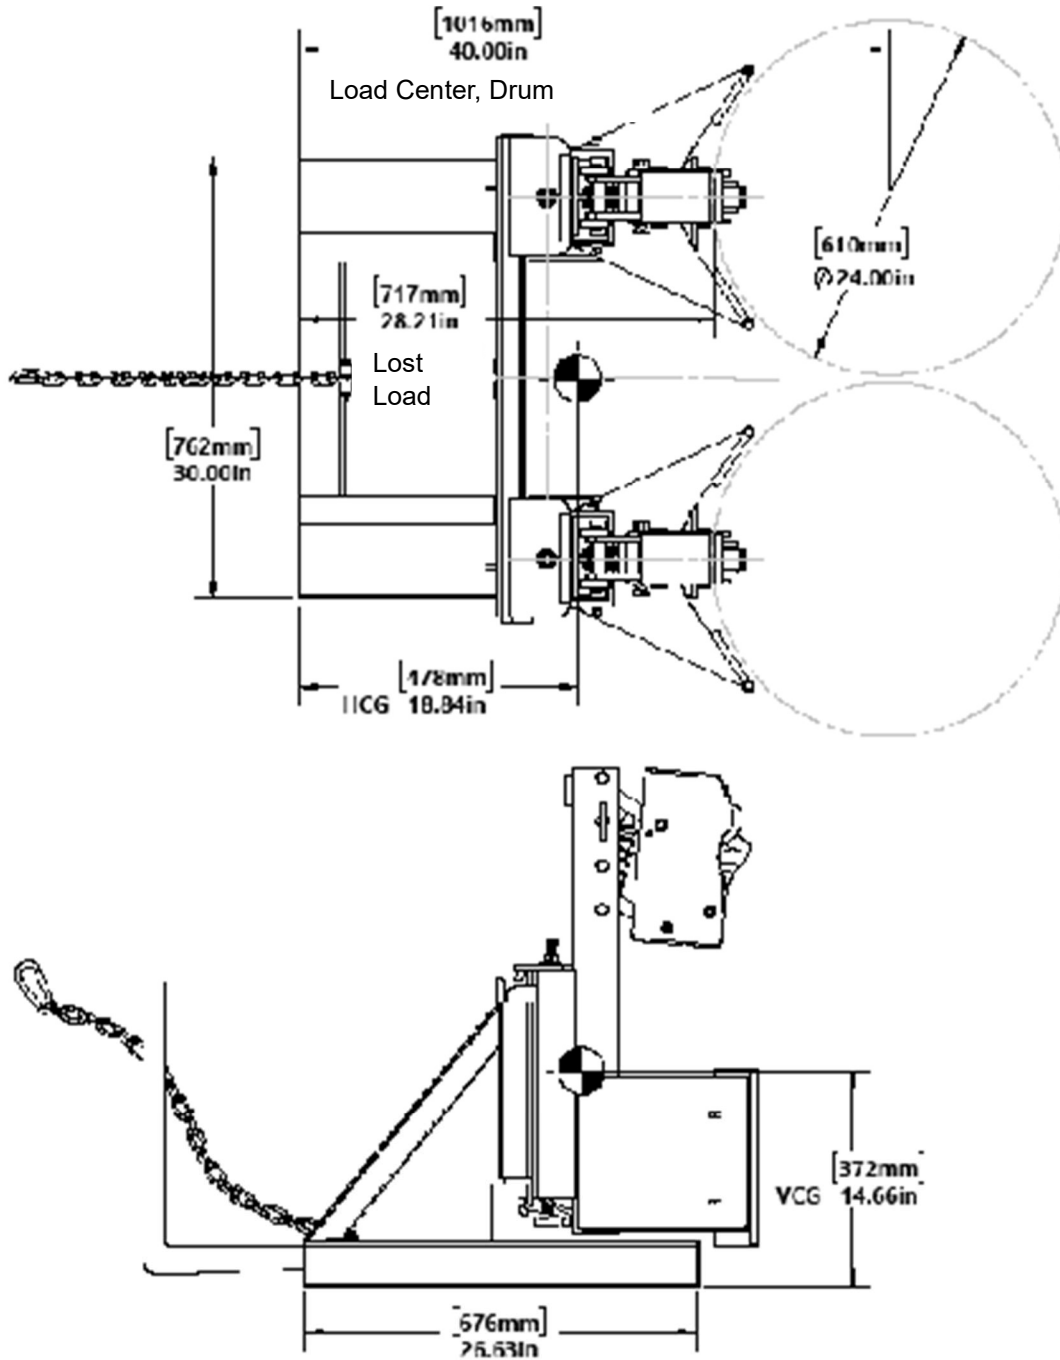 [1016mm]
40.00in
Load Center, Drum
[610mm]
Ø24.00in
[717mm]
28.21in
Lost
Load
[762mm]
30.00in
[478mm]
HCG 18.84in
[372mm]
VCG 14.66in
[676mm]
26.63in